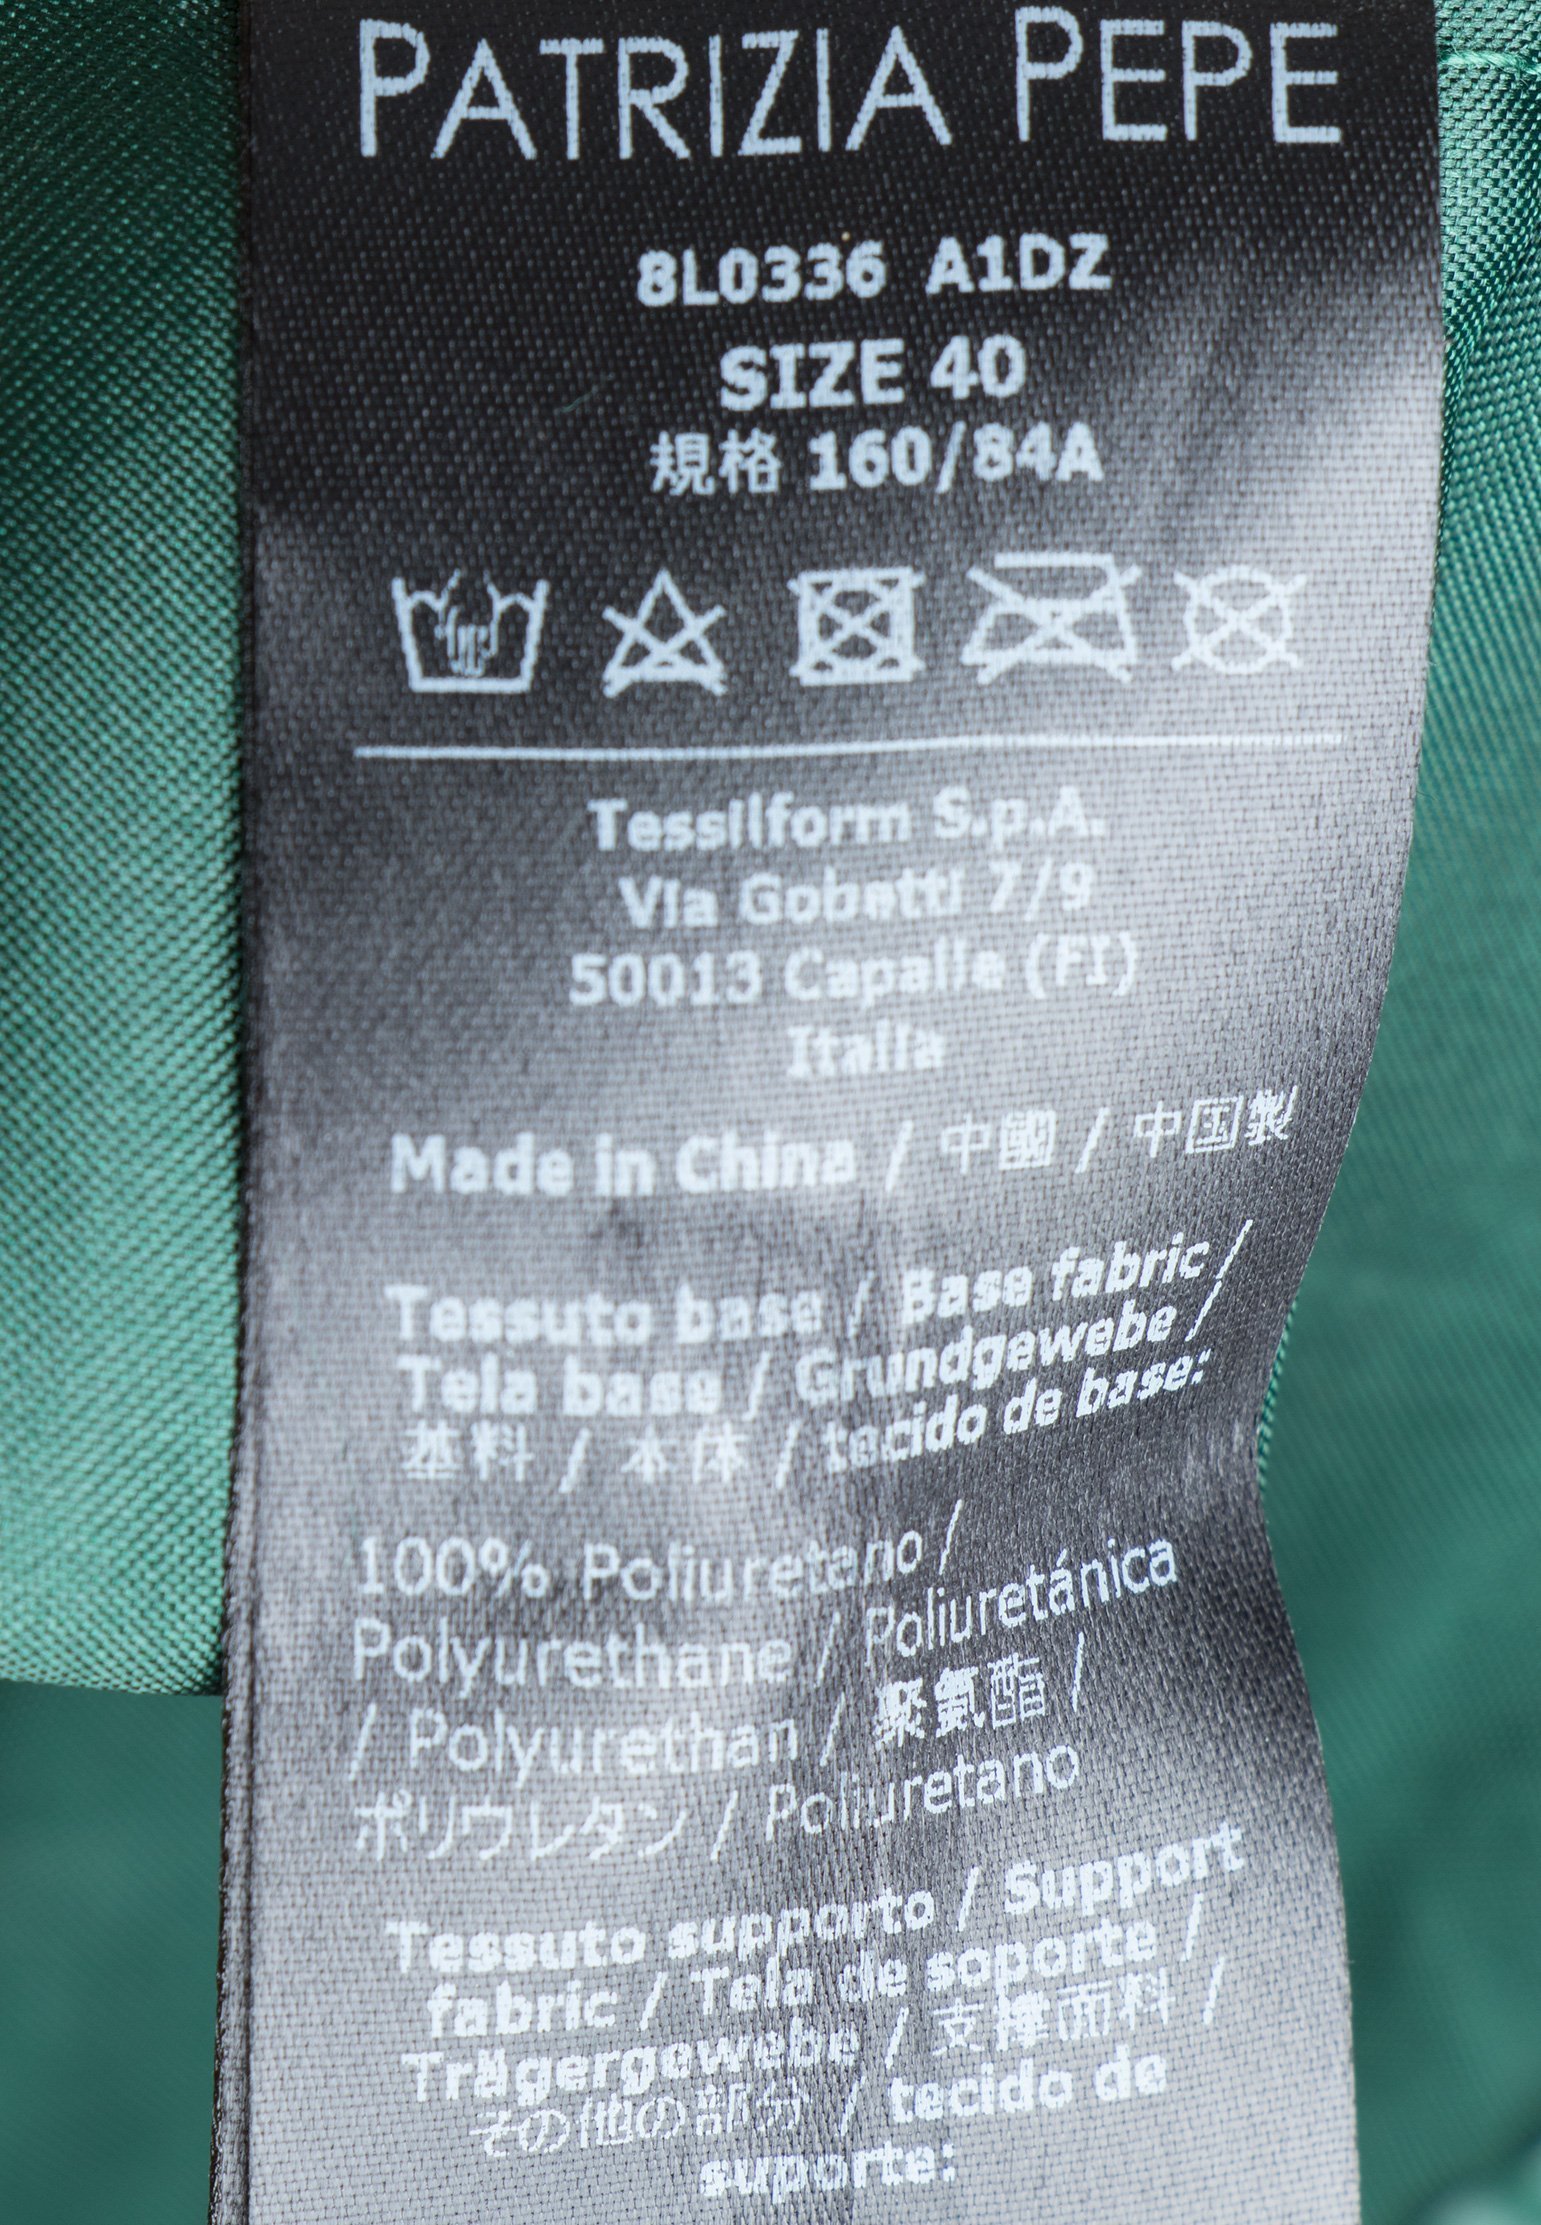 PATRIZIA PEPE
8L0336 A1DZ
SIZE 40
規格 160/84A
Tessilform S.p.A.
Via Gobetti 7/9
50013 Capalle (FI)
Italia
Made in China / 中國 / 中国製
Tessuto base / Base fabric /
Tela base / Grundgewebe /
基料 / 本体 / tecido de base:
100% Poliuretano /
Polyurethane / Poliuretánica
/ Polyurethan / 聚氨酯 /
ポリウレタン / Poliuretano
Tessuto supporto / Support
fabric / Tela de soporte /
Trägergewebe / 支撑面料 /
その他の部分 / tecido de
suporte: